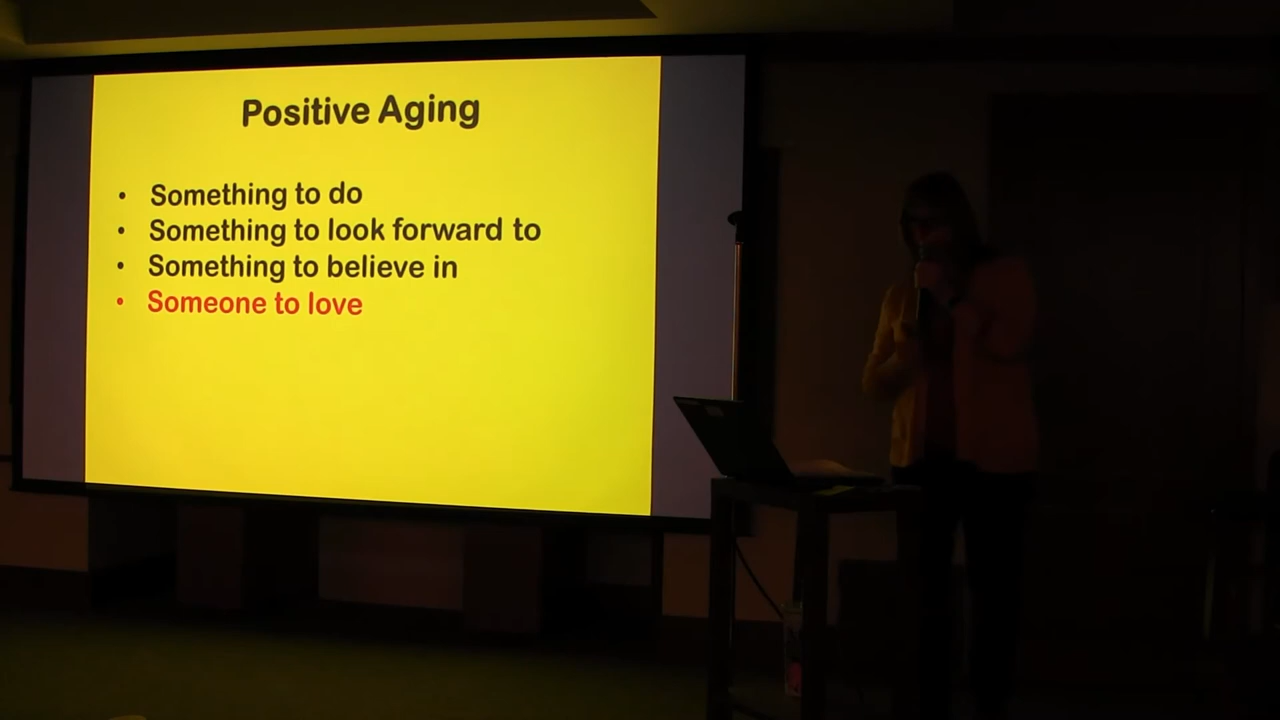 Positive Aging
• Something to do
• Something to look forward to
• Something to believe in
• Someone to love